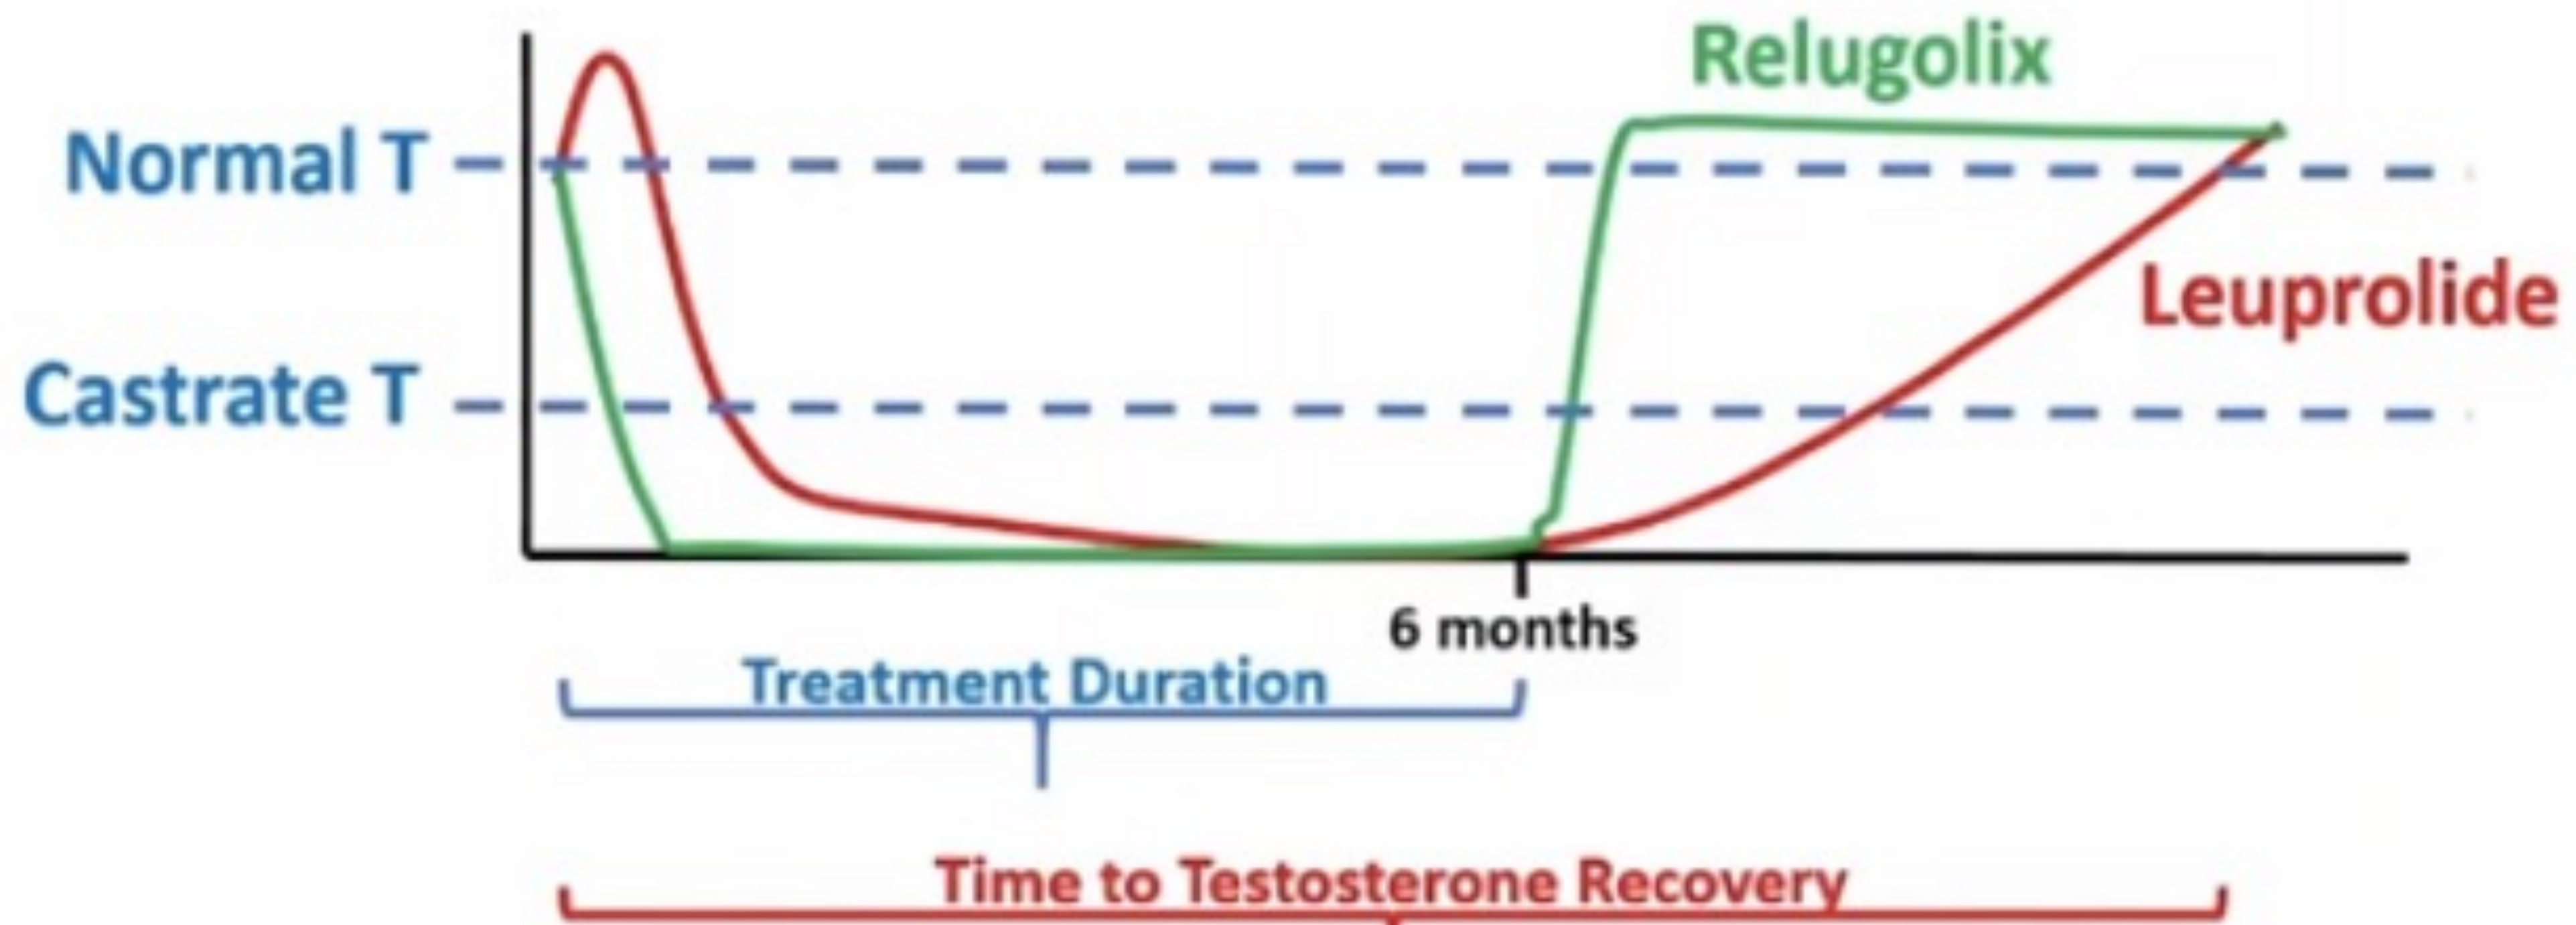 Relugolix
Normal T
Leuprolide
Castrate T
6 months
Treatment Duration
Time to Testosterone Recovery